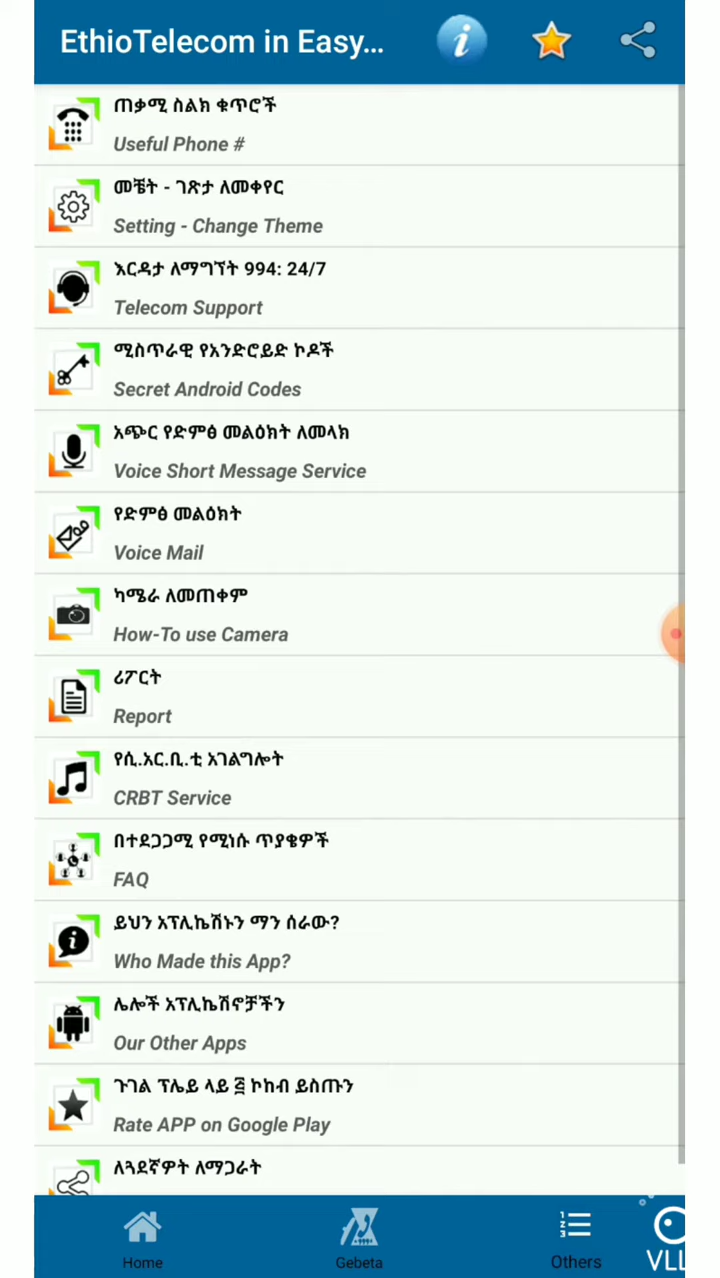 EthioTelecom in Easy...
ጠቃሚ ስልክ ቁጥሮች
Useful Phone #
መቼት - ገጽታ ለመቀየር
Setting - Change Theme
እርዳታ ለማግኘት 994: 24/7
Telecom Support
ሚስጥራዊ የአንድሮይድ ኮዶች
Secret Android Codes
አጭር የድምፅ መልዕክት ለመላክ
Voice Short Message Service
የድምፅ መልዕክት
Voice Mail
ካሜራ ለመጠቀም
How-To use Camera
ሪፖርት
Report
የሲ.አር.ቢ.ቲ አገልግሎት
CRBT Service
በተደጋጋሚ የሚነሱ ጥያቄዎች
FAQ
ይህን አፕሊኬሽኑን ማን ሰራው?
Who Made this App?
ሌሎች አፕሊኬሽኖቻችን
Our Other Apps
ጉገል ፕሌይ ላይ ፭ ኮከብ ይስጡን
Rate APP on Google Play
ለጓደኛዎት ለማጋራት
Home
Gebeta
Others
VLL